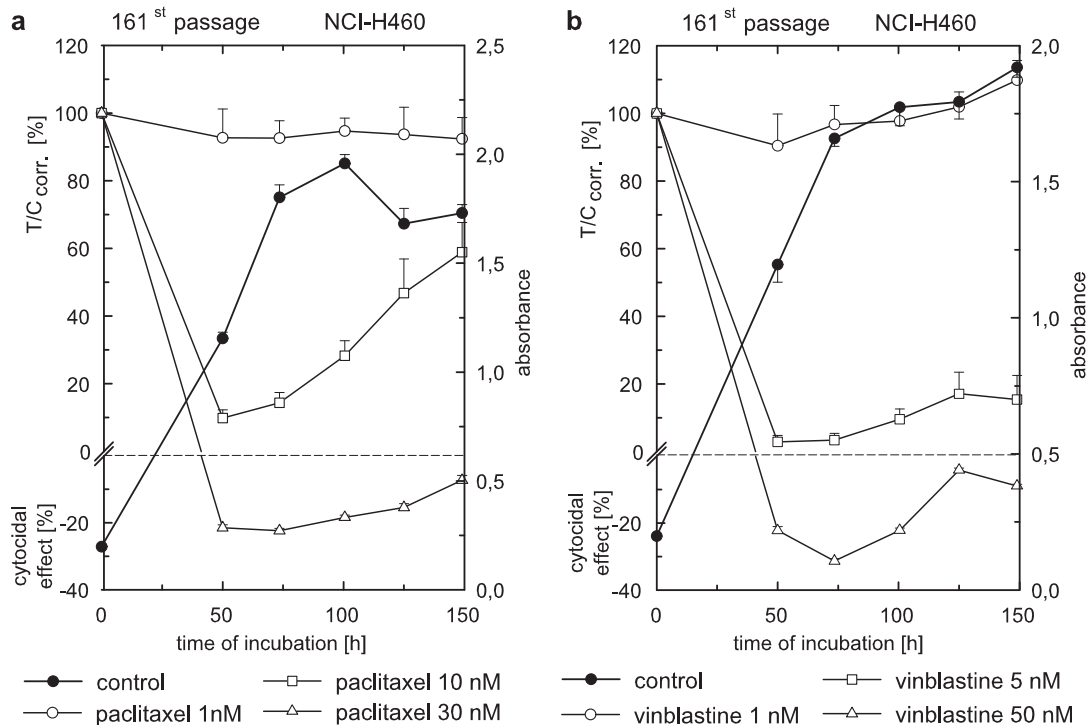 a
161 st passage
NCI-H460
120
100
80
60
40
20
0
-20
-40
T/C corr. [%]
cytocidal
effect [%]
2,5
2,0
1,5
1,0
0,5
0,0
absorbance
0
50
100
150
time of incubation [h]
control
paclitaxel 1nM
paclitaxel 10 nM
paclitaxel 30 nM
b
161 st passage
NCI-H460
120
100
80
60
40
20
0
-20
-40
T/C corr. [%]
cytocidal
effect [%]
2,0
1,5
1,0
0,5
0,0
absorbance
0
50
100
150
time of incubation [h]
control
vinblastine 1 nM
vinblastine 5 nM
vinblastine 50 nM